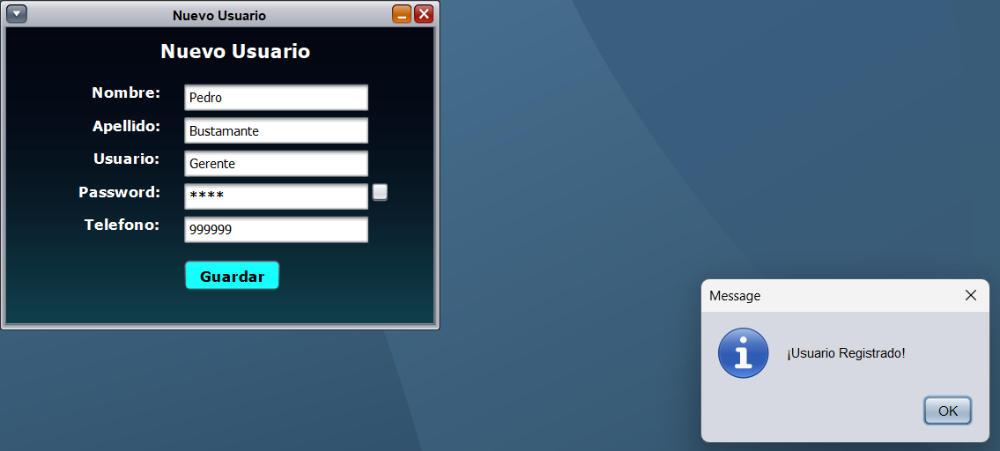 Nuevo Usuario
Nuevo Usuario
Nombre: Pedro
Apellido: Bustamante
Usuario: Gerente
Password: ****
Telefono: 999999
Guardar
Message
¡Usuario Registrado!
OK